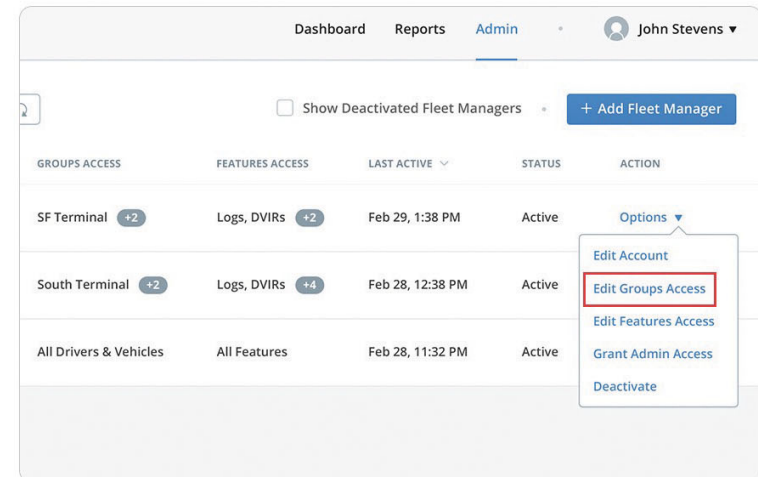 Dashboard Reports Admin John Stevens
Show Deactivated Fleet Managers + Add Fleet Manager
GROUPS ACCESS FEATURES ACCESS LAST ACTIVE STATUS ACTION
SF Terminal +2 Logs, DVIRs +2 Feb 29, 1:38 PM Active Options
Edit Account
South Terminal +2 Logs, DVIRs +4 Feb 28, 12:38 PM Active Edit Groups Access
Edit Features Access
All Drivers & Vehicles All Features Feb 28, 11:32 PM Active Grant Admin Access
Deactivate